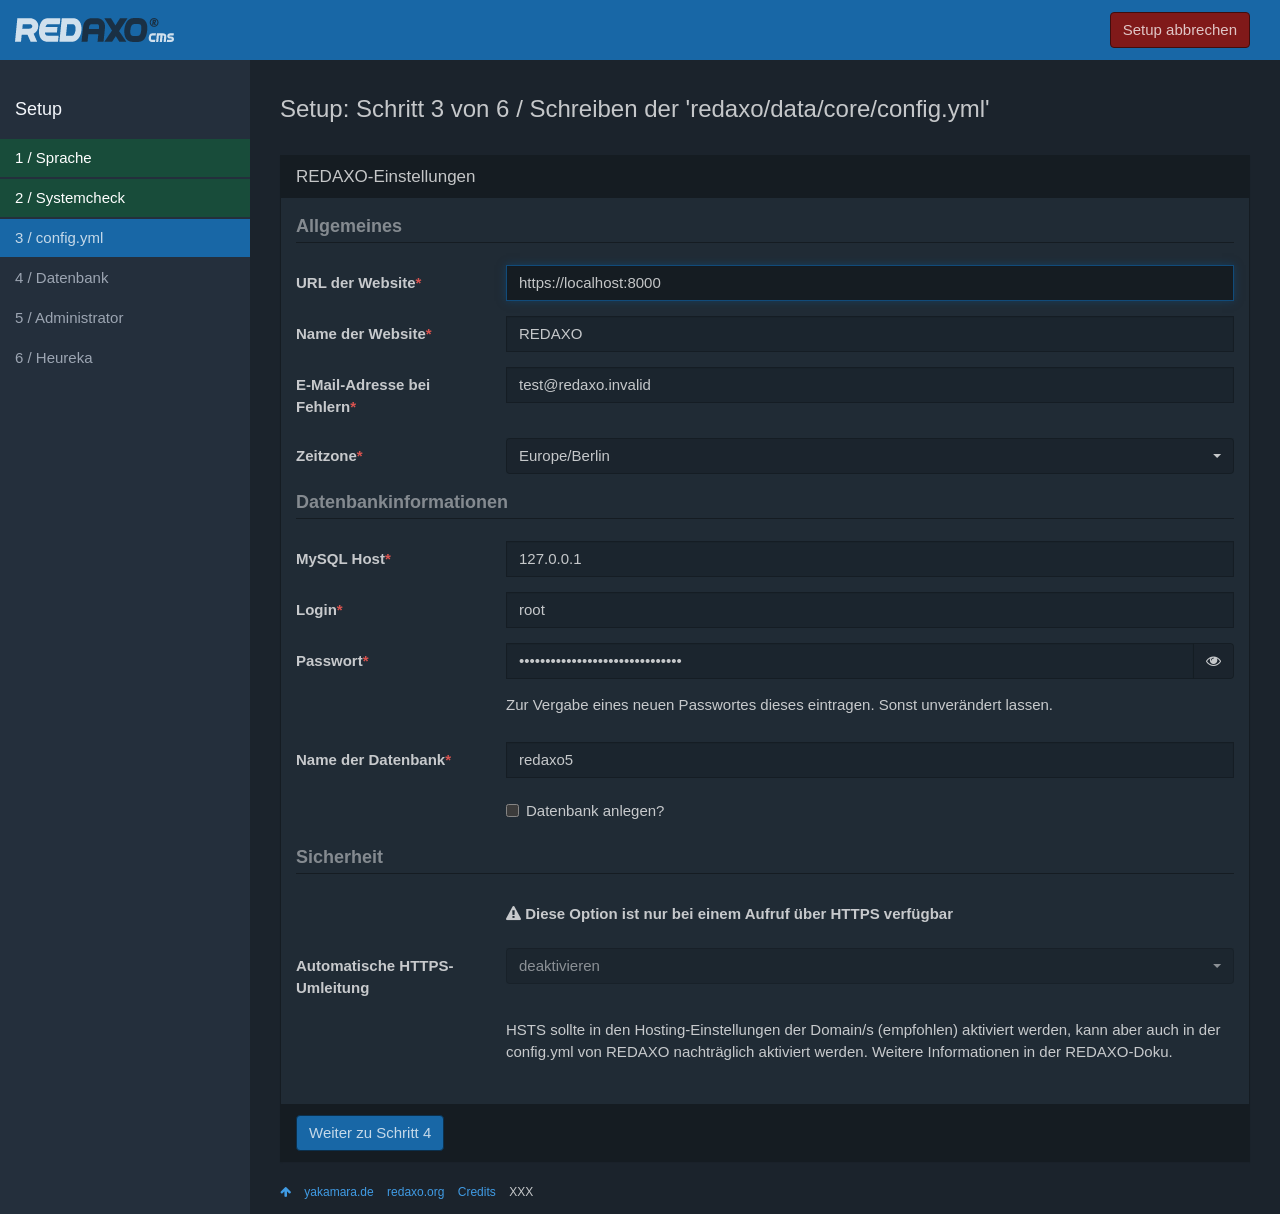 REDAXO® cms
Setup abbrechen
Setup
1 / Sprache
2 / Systemcheck
3 / config.yml
4 / Datenbank
5 / Administrator
6 / Heureka
Setup: Schritt 3 von 6 / Schreiben der 'redaxo/data/core/config.yml'
REDAXO-Einstellungen
Allgemeines
URL der Website*
https://localhost:8000
Name der Website*
REDAXO
E-Mail-Adresse bei
Fehlern*
test@redaxo.invalid
Zeitzone*
Europe/Berlin
Datenbankinformationen
MySQL Host*
127.0.0.1
Login*
root
Passwort*
•••••••••••••••••••••••••••••••
Zur Vergabe eines neuen Passwortes dieses eintragen. Sonst unverändert lassen.
Name der Datenbank*
redaxo5
Datenbank anlegen?
Sicherheit
Diese Option ist nur bei einem Aufruf über HTTPS verfügbar
Automatische HTTPS-
Umleitung
deaktivieren
HSTS sollte in den Hosting-Einstellungen der Domain/s (empfohlen) aktiviert werden, kann aber auch in der
config.yml von REDAXO nachträglich aktiviert werden. Weitere Informationen in der REDAXO-Doku.
Weiter zu Schritt 4
yakamara.de redaxo.org Credits XXX